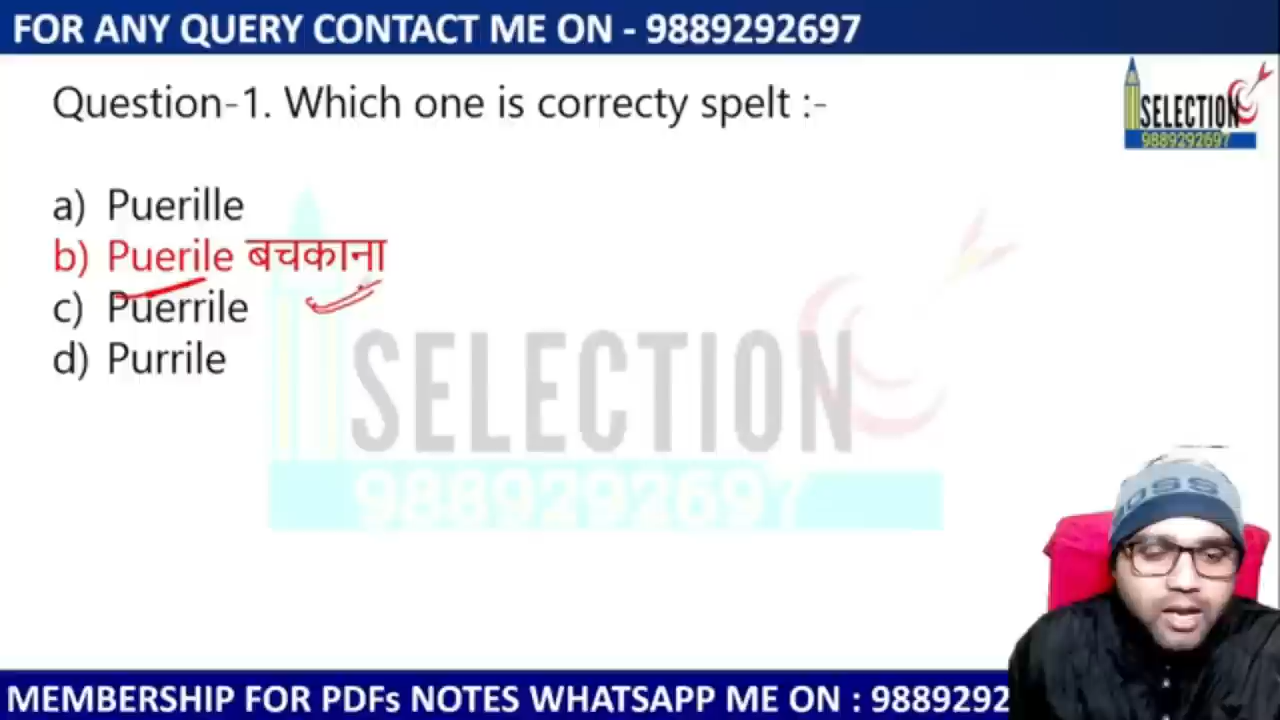 FOR ANY QUERY CONTACT ME ON - 9889292697
SELECTION
9889292697
Question-1. Which one is correcty spelt :-
a) Puerille
b) Puerile बचकाना
c) Puerrile
d) Purrile
SELECTION
9889292697
MEMBERSHIP FOR PDFs NOTES WHATSAPP ME ON : 9889292